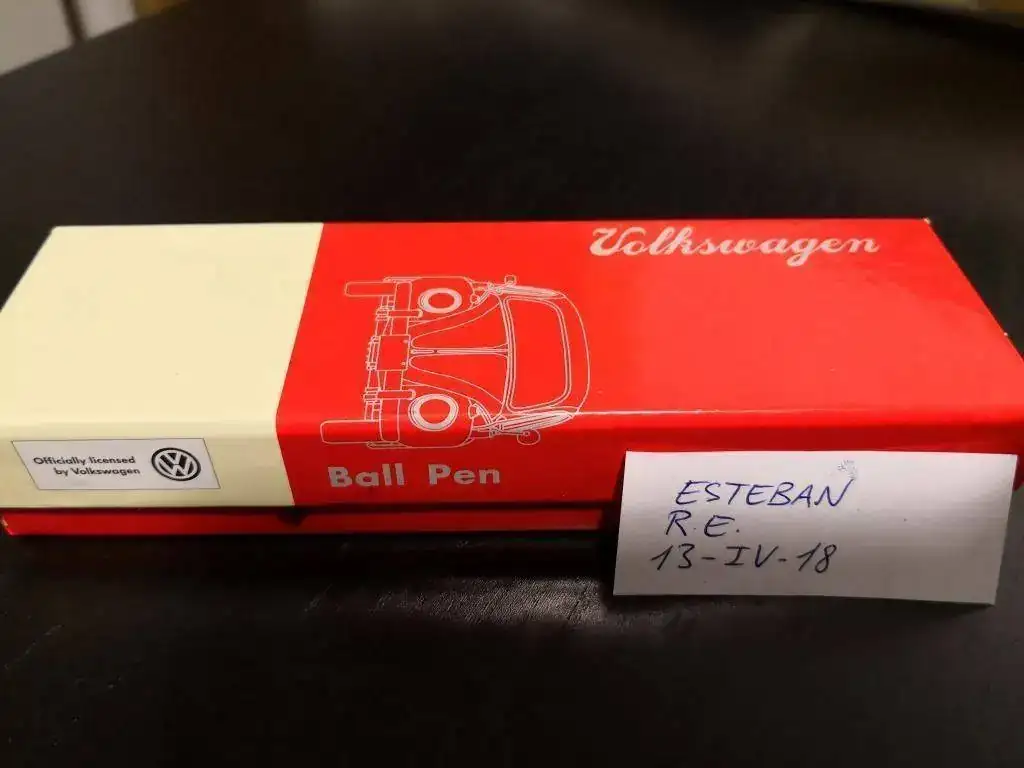 Volkswagen
Ball Pen
Officially licensed
by Volkswagen
ESTEBAN
R.E.
13-IV-18